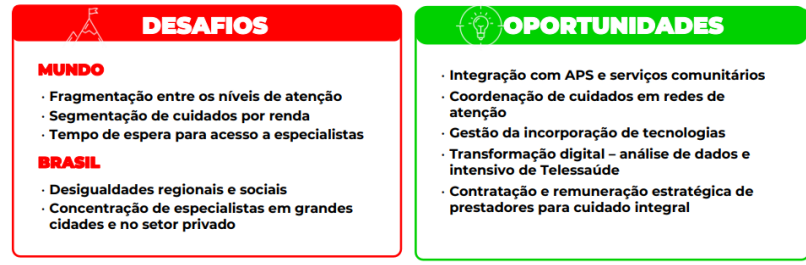 DESAFIOS
MUNDO
· Fragmentação entre os níveis de atenção
· Segmentação de cuidados por renda
· Tempo de espera para acesso a especialistas
BRASIL
· Desigualdades regionais e sociais
· Concentração de especialistas em grandes
cidades e no setor privado
OPORTUNIDADES
· Integração com APS e serviços comunitários
· Coordenação de cuidados em redes de
atenção
· Gestão da incorporação de tecnologias
· Transformação digital – análise de dados e
intensivo de Telessaúde
· Contratação e remuneração estratégica de
prestadores para cuidado integral